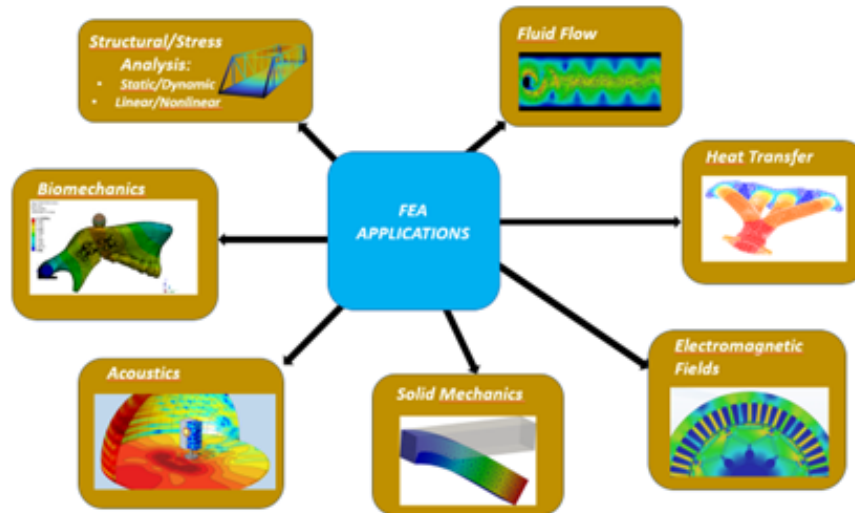 Structural/Stress
Analysis:
• Static/Dynamic
• Linear/Nonlinear
Fluid Flow
Heat Transfer
Biomechanics
FEA
APPLICATIONS
Electromagnetic
Fields
Acoustics
Solid Mechanics